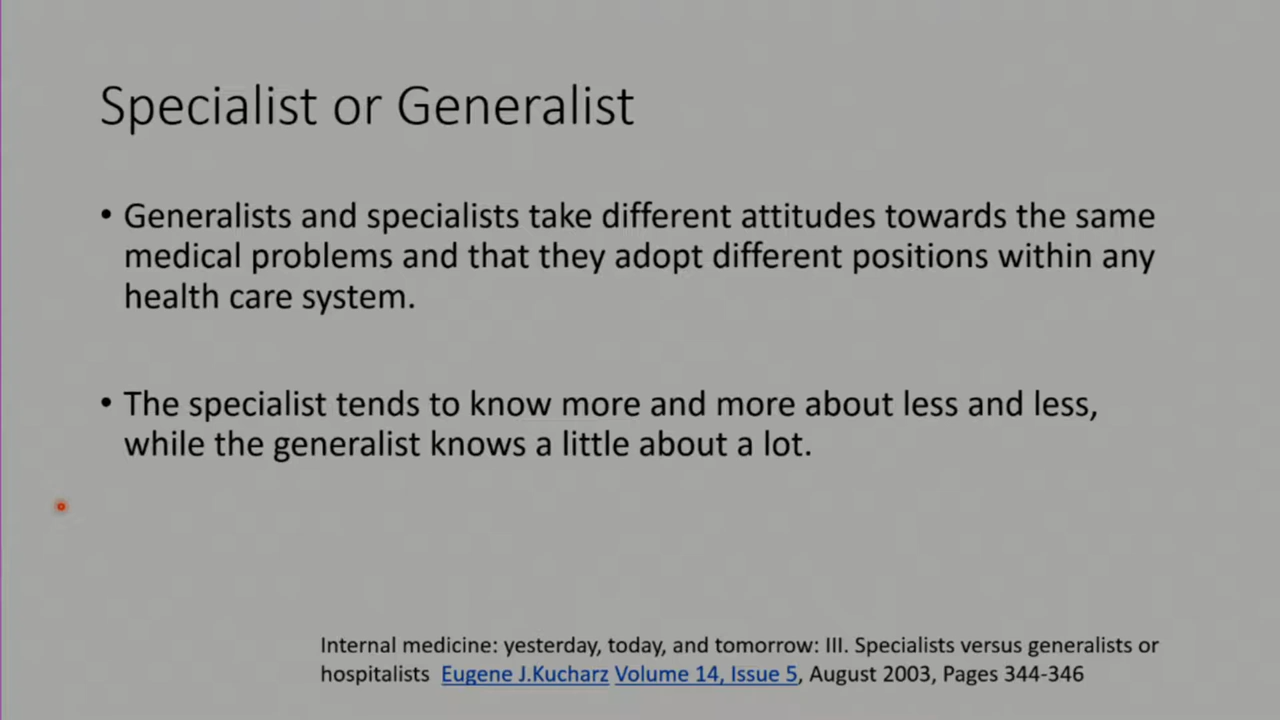 Specialist or Generalist
• Generalists and specialists take different attitudes towards the same
medical problems and that they adopt different positions within any
health care system.
• The specialist tends to know more and more about less and less,
while the generalist knows a little about a lot.
Internal medicine: yesterday, today, and tomorrow: III. Specialists versus generalists or
hospitalists Eugene J.Kucharz Volume 14, Issue 5, August 2003, Pages 344-346